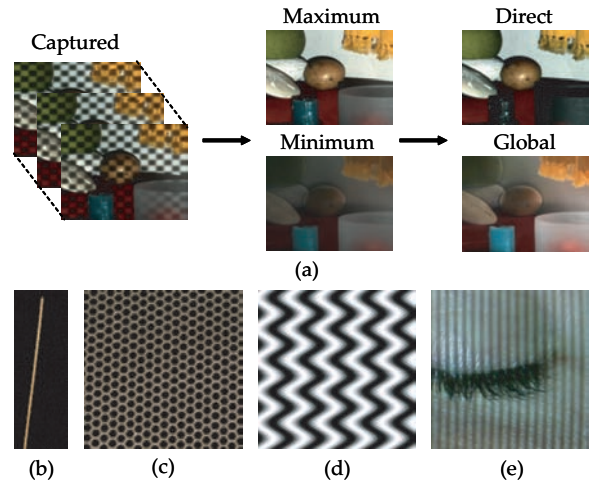 Captured
Maximum
Direct
Minimum
Global
(a)
(b)
(c)
(d)
(e)